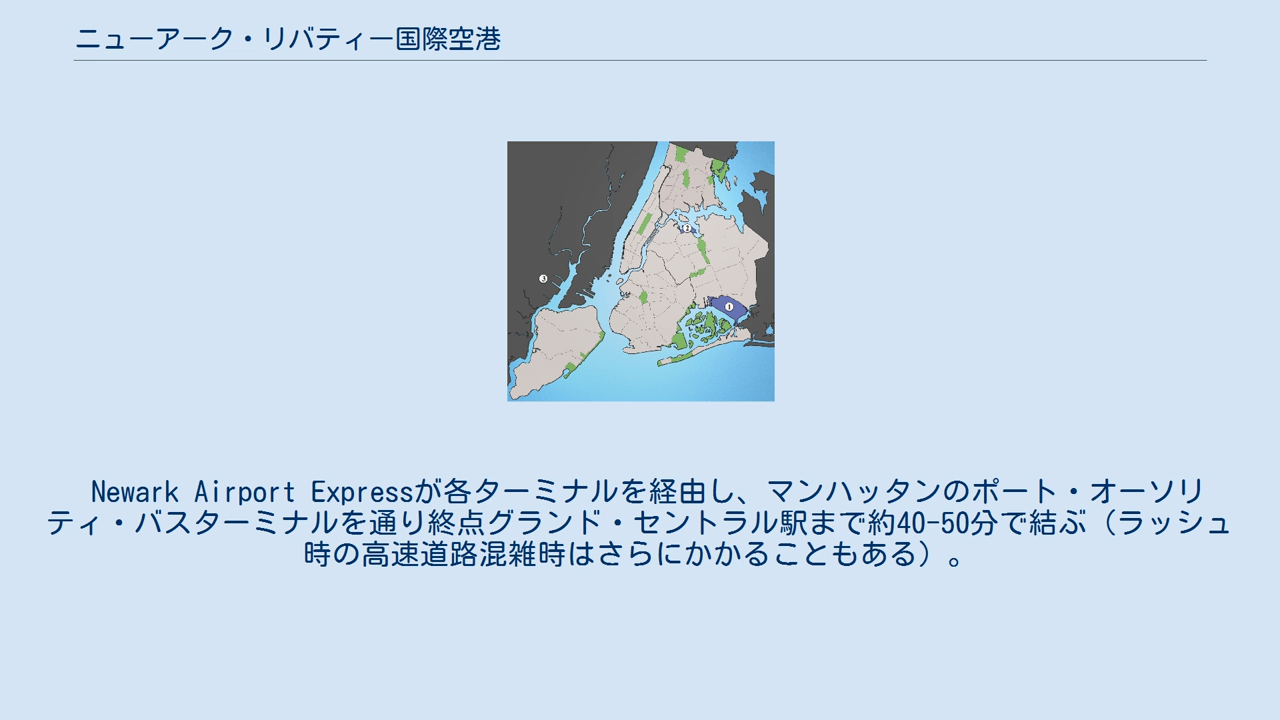 ニューアーク・リバティー国際空港
2
3
1
Newark Airport Expressが各ターミナルを経由し、マンハッタンのポート・オーソリ
ティ・バスターミナルを通り終点グランド・セントラル駅まで約40-50分で結ぶ（ラッシュ
時の高速道路混雑時はさらにかかることもある）。